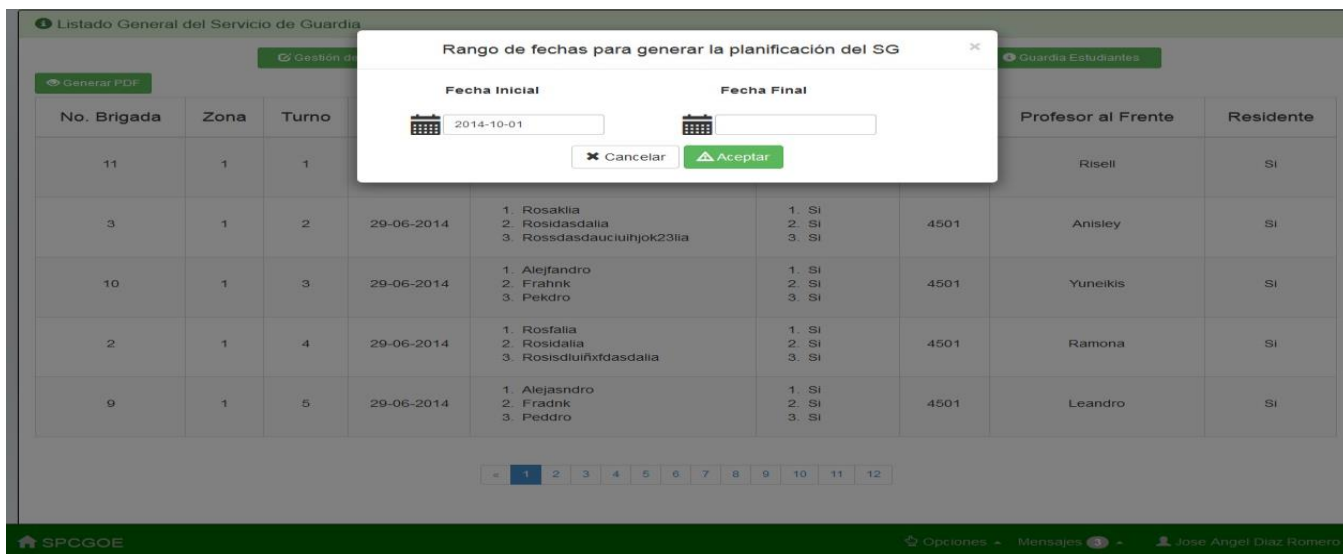 Listado General del Servicio de Guardia
Rango de fechas para generar la planificación del SG ×
Gestión de
Guardia Estudiantes
Generar PDF
Fecha Inicial Fecha Final
2014-10-01
Cancelar Aceptar
No. Brigada Zona Turno Profesor al Frente Residente
11 1 1 Risell Si
3 1 2 29-06-2014 1. Rosaklia 1. Si 4501 Anisley Si
2. Rosidasdalia 2. Si
3. Rossdasdauciuihjok23lia 3. Si
10 1 3 29-06-2014 1. Alejfandro 1. Si 4501 Yuneikis Si
2. Frahnk 2. Si
3. Pekdro 3. Si
2 1 4 29-06-2014 1. Rosfalia 1. Si 4501 Ramona Si
2. Rosidalia 2. Si
3. Rosisdluiñxfdasdalia 3. Si
9 1 5 29-06-2014 1. Alejasndro 1. Si 4501 Leandro Si
2. Fradnk 2. Si
3. Peddro 3. Si
« 1 2 3 4 5 6 7 8 9 10 11 12
SPCGOE Opciones Mensajes 3 Jose Angel Diaz Romero